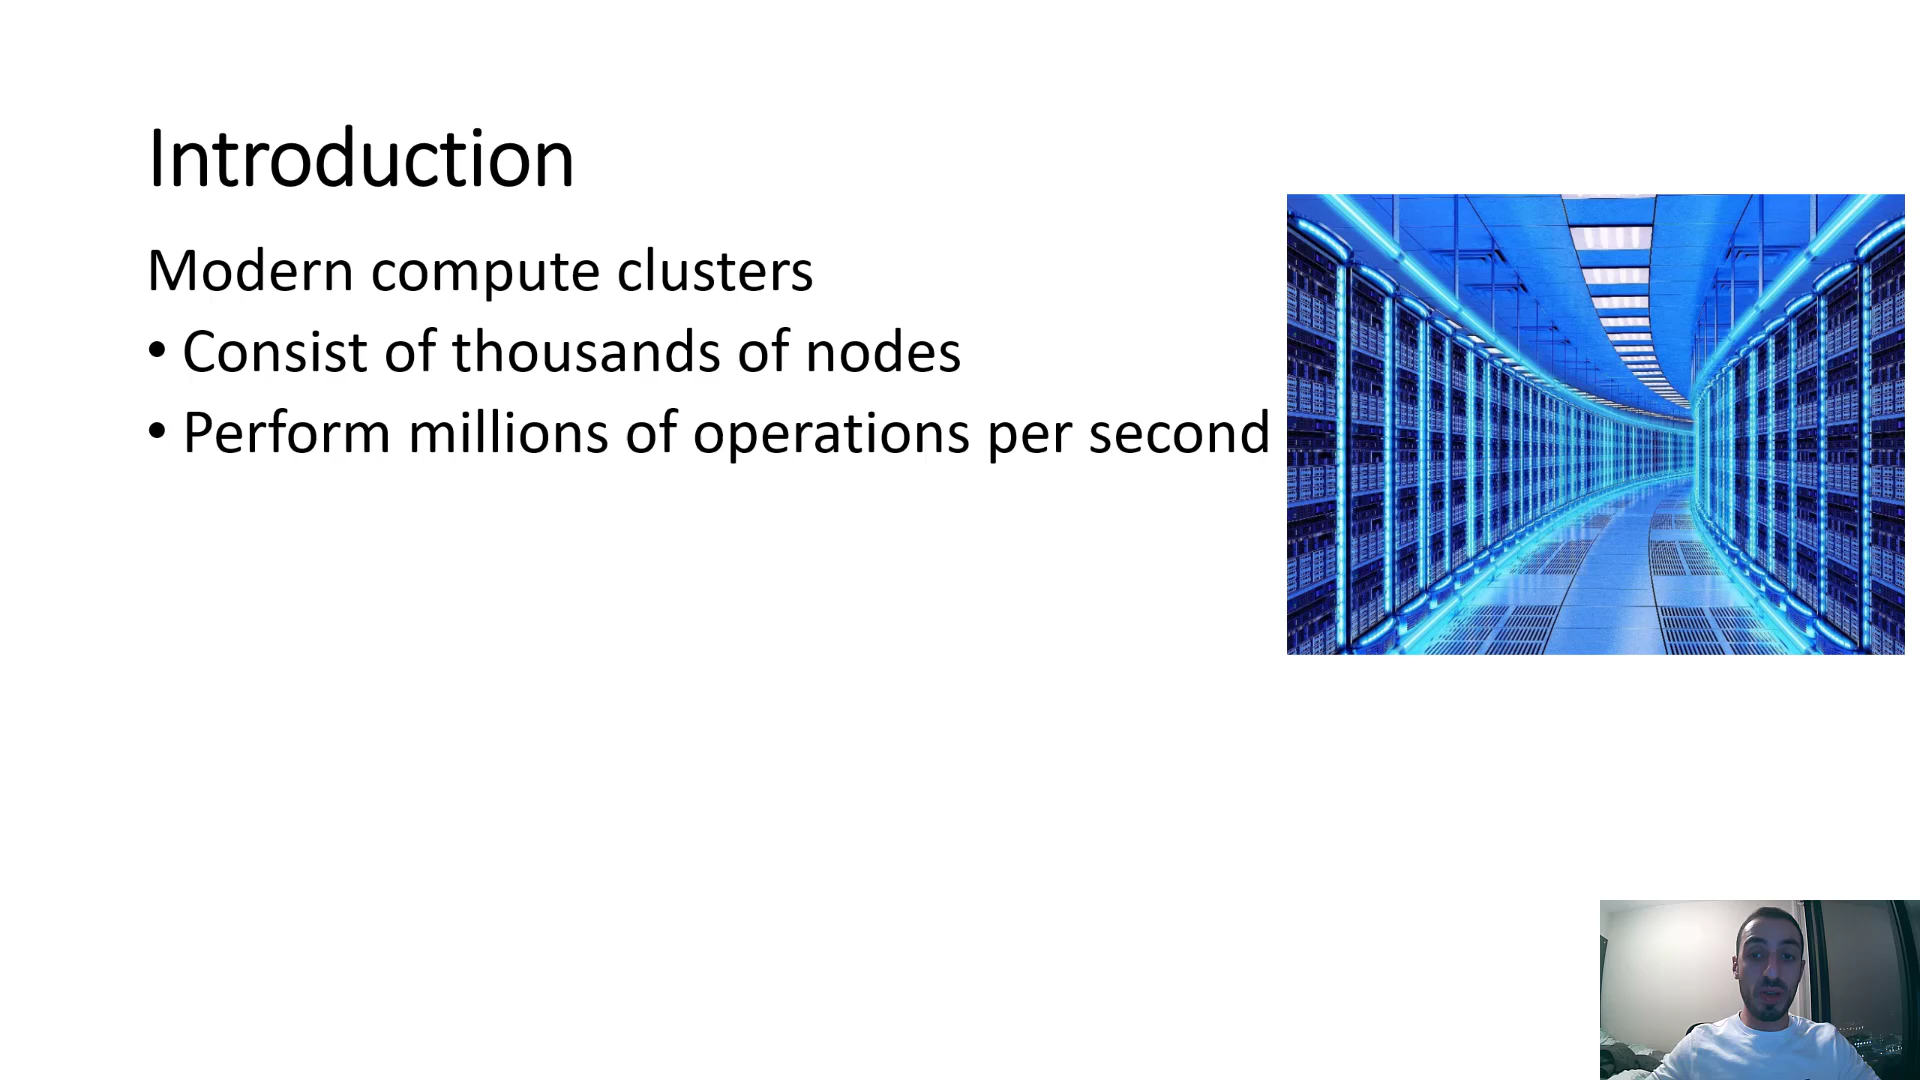 Introduction
Modern compute clusters
• Consist of thousands of nodes
• Perform millions of operations per second